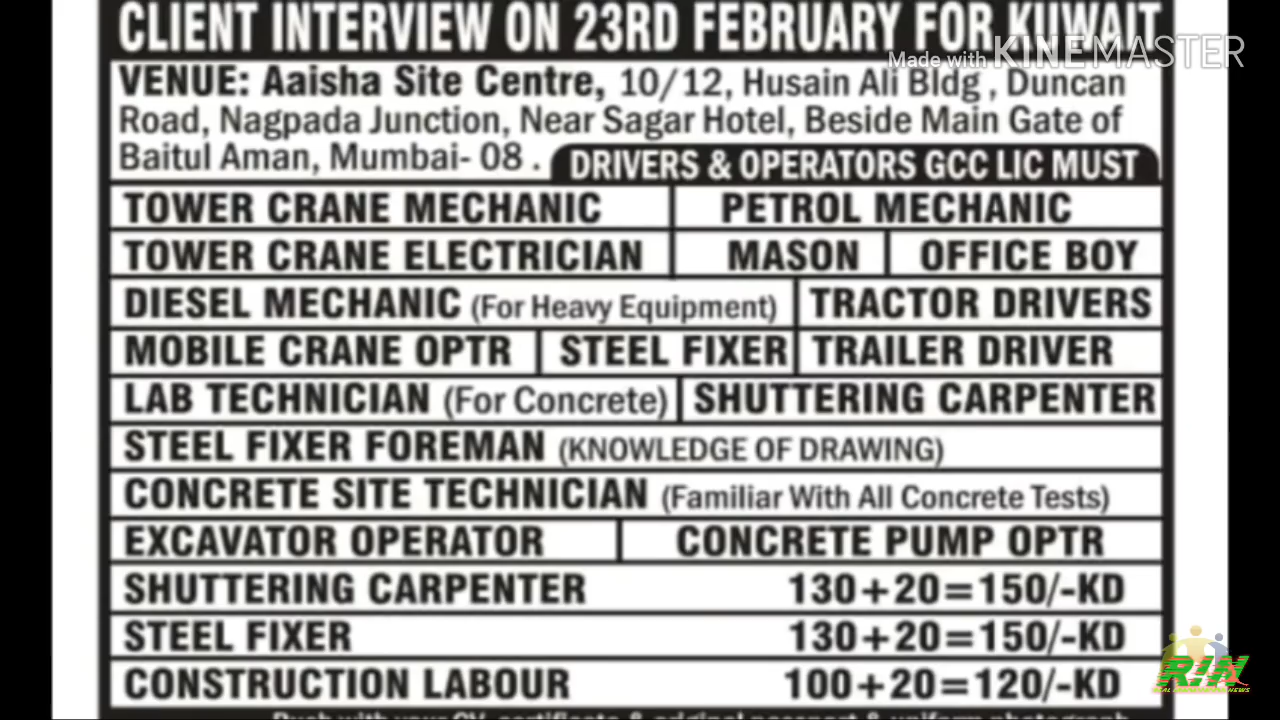 CLIENT INTERVIEW ON 23RD FEBRUARY FOR KUWAIT
Made with KINEMASTER
VENUE: Aaisha Site Centre, 10/12, Husain Ali Bldg , Duncan
Road, Nagpada Junction, Near Sagar Hotel, Beside Main Gate of
Baitul Aman, Mumbai- 08 . DRIVERS & OPERATORS GCC LIC MUST
TOWER CRANE MECHANIC PETROL MECHANIC
TOWER CRANE ELECTRICIAN MASON OFFICE BOY
DIESEL MECHANIC (For Heavy Equipment) TRACTOR DRIVERS
MOBILE CRANE OPTR STEEL FIXER TRAILER DRIVER
LAB TECHNICIAN (For Concrete) SHUTTERING CARPENTER
STEEL FIXER FOREMAN (KNOWLEDGE OF DRAWING)
CONCRETE SITE TECHNICIAN (Familiar With All Concrete Tests)
EXCAVATOR OPERATOR CONCRETE PUMP OPTR
SHUTTERING CARPENTER 130+20=150/-KD
STEEL FIXER 130+20=150/-KD
CONSTRUCTION LABOUR 100+20=120/-KD
R!N